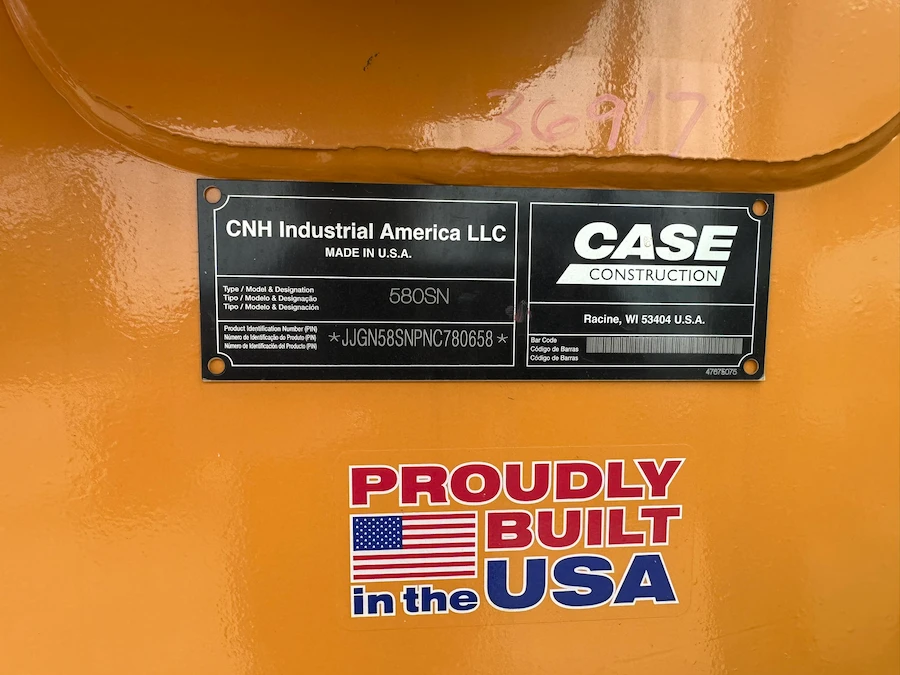 36917
CNH Industrial America LLC
MADE IN U.S.A.
Type / Model & Designation
Tipo / Modelo & Designação
Tipo / Modelo & Designación
580SN
Product Identification Number (PIN)
Número de Identificação do Produto (PIN)
Número de Identificación del Producto (PIN)
*JJGN58SNPNC780658*
CASE
CONSTRUCTION
Racine, WI 53404 U.S.A.
Bar Code
Código de Barras
Código de Barras
47678075
PROUDLY
BUILT
in the USA